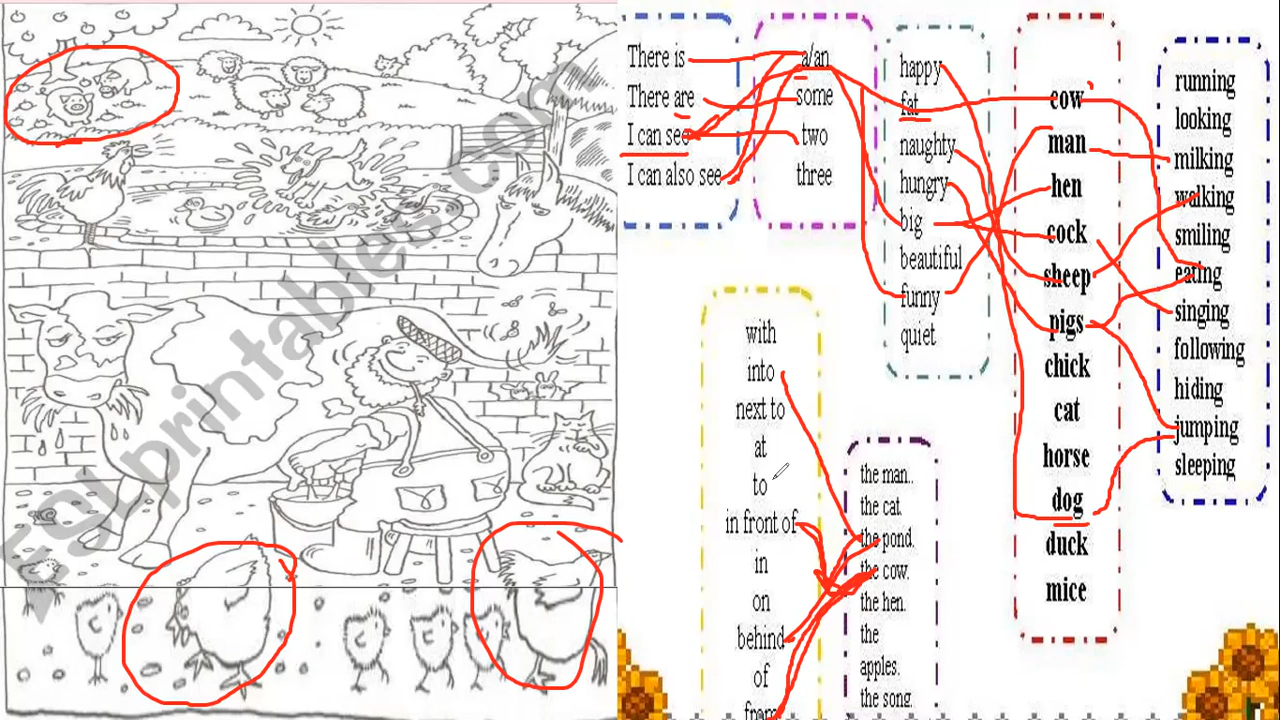 ESLprintables.com
There is
There are
I can see
I can also see
a/an
some
two
three
happy
fat
naughty
hungry
big
beautiful
funny
quiet
cow
man
hen
cock
sheep
pigs
chick
cat
horse
dog
duck
mice
running
looking
milking
walking
smiling
eating
singing
following
hiding
jumping
sleeping
with
into
next to
at
to
in front of
in
on
behind
of
from
the man..
the cat.
the pond.
the cow.
the hen.
the
apples.
the song.